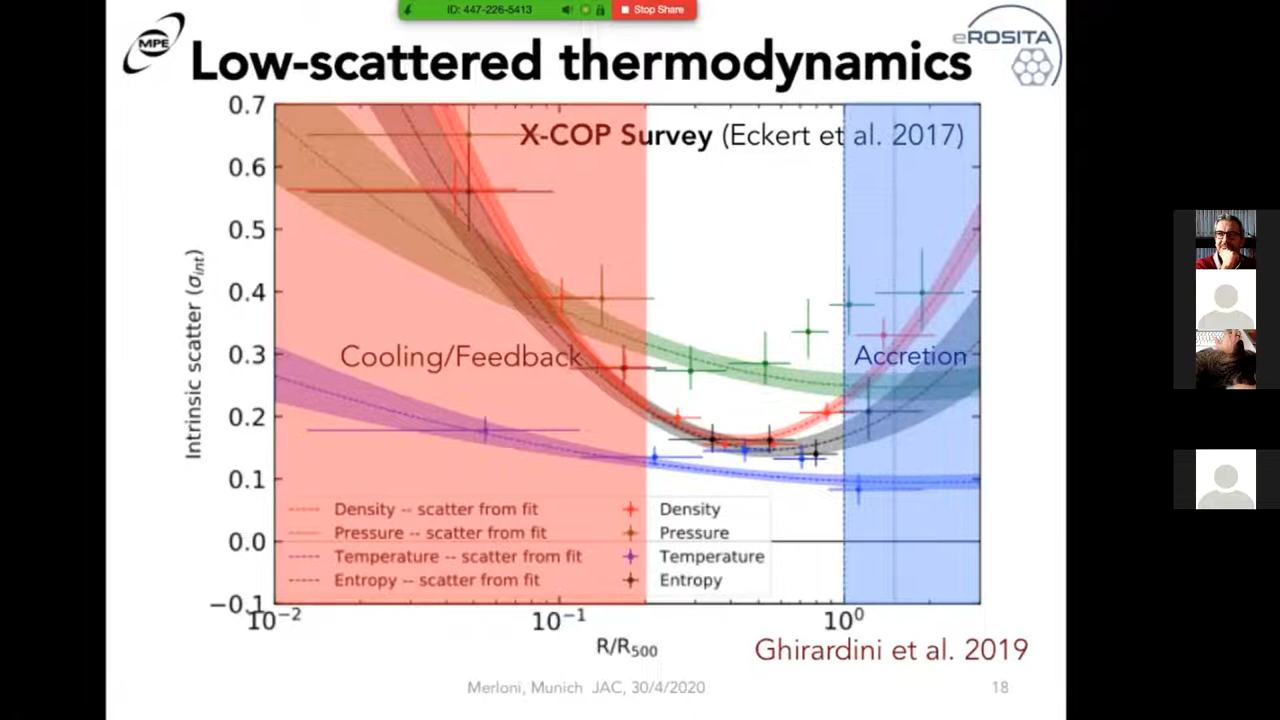 ID: 447-226-5413
Stop Share
MPE
Low-scattered thermodynamics
eROSITA
X-COP Survey (Eckert et al. 2017)
0.7
0.6
0.5
0.4
0.3
0.2
0.1
0.0
−0.1
Intrinsic scatter (σint)
Cooling/Feedback
Accretion
Density -- scatter from fit
Pressure -- scatter from fit
Temperature -- scatter from fit
Entropy -- scatter from fit
Density
Pressure
Temperature
Entropy
10−2
10−1
100
R/R500
Ghirardini et al. 2019
Merloni, Munich JAC, 30/4/2020
18